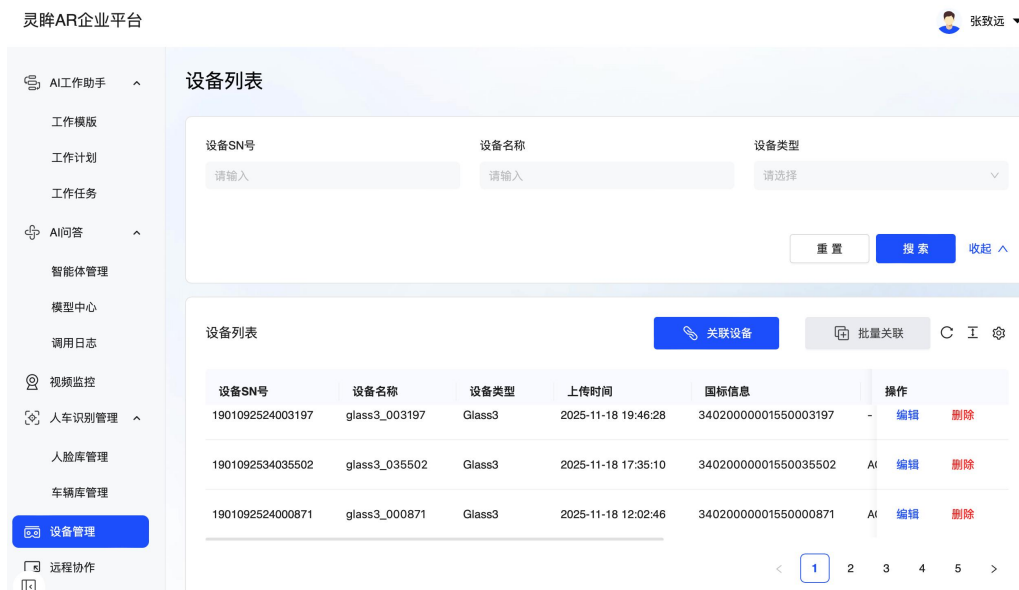 灵眸AR企业平台
张致远
AI工作助手
工作模版
工作计划
工作任务
AI问答
智能体管理
模型中心
调用日志
视频监控
人车识别管理
人脸库管理
车辆库管理
设备管理
远程协作
设备列表
设备SN号 设备名称 设备类型
请输入 请输入 请选择
重置 搜索 收起
设备列表 关联设备 批量关联
设备SN号 设备名称 设备类型 上传时间 国标信息 操作
1901092524003197 glass3_003197 Glass3 2025-11-18 19:46:28 34020000001550003197 - 编辑 删除
1901092534035502 glass3_035502 Glass3 2025-11-18 17:35:10 34020000001550035502 编辑 删除
1901092524000871 glass3_000871 Glass3 2025-11-18 12:02:46 34020000001550000871 编辑 删除
< 1 2 3 4 5 >